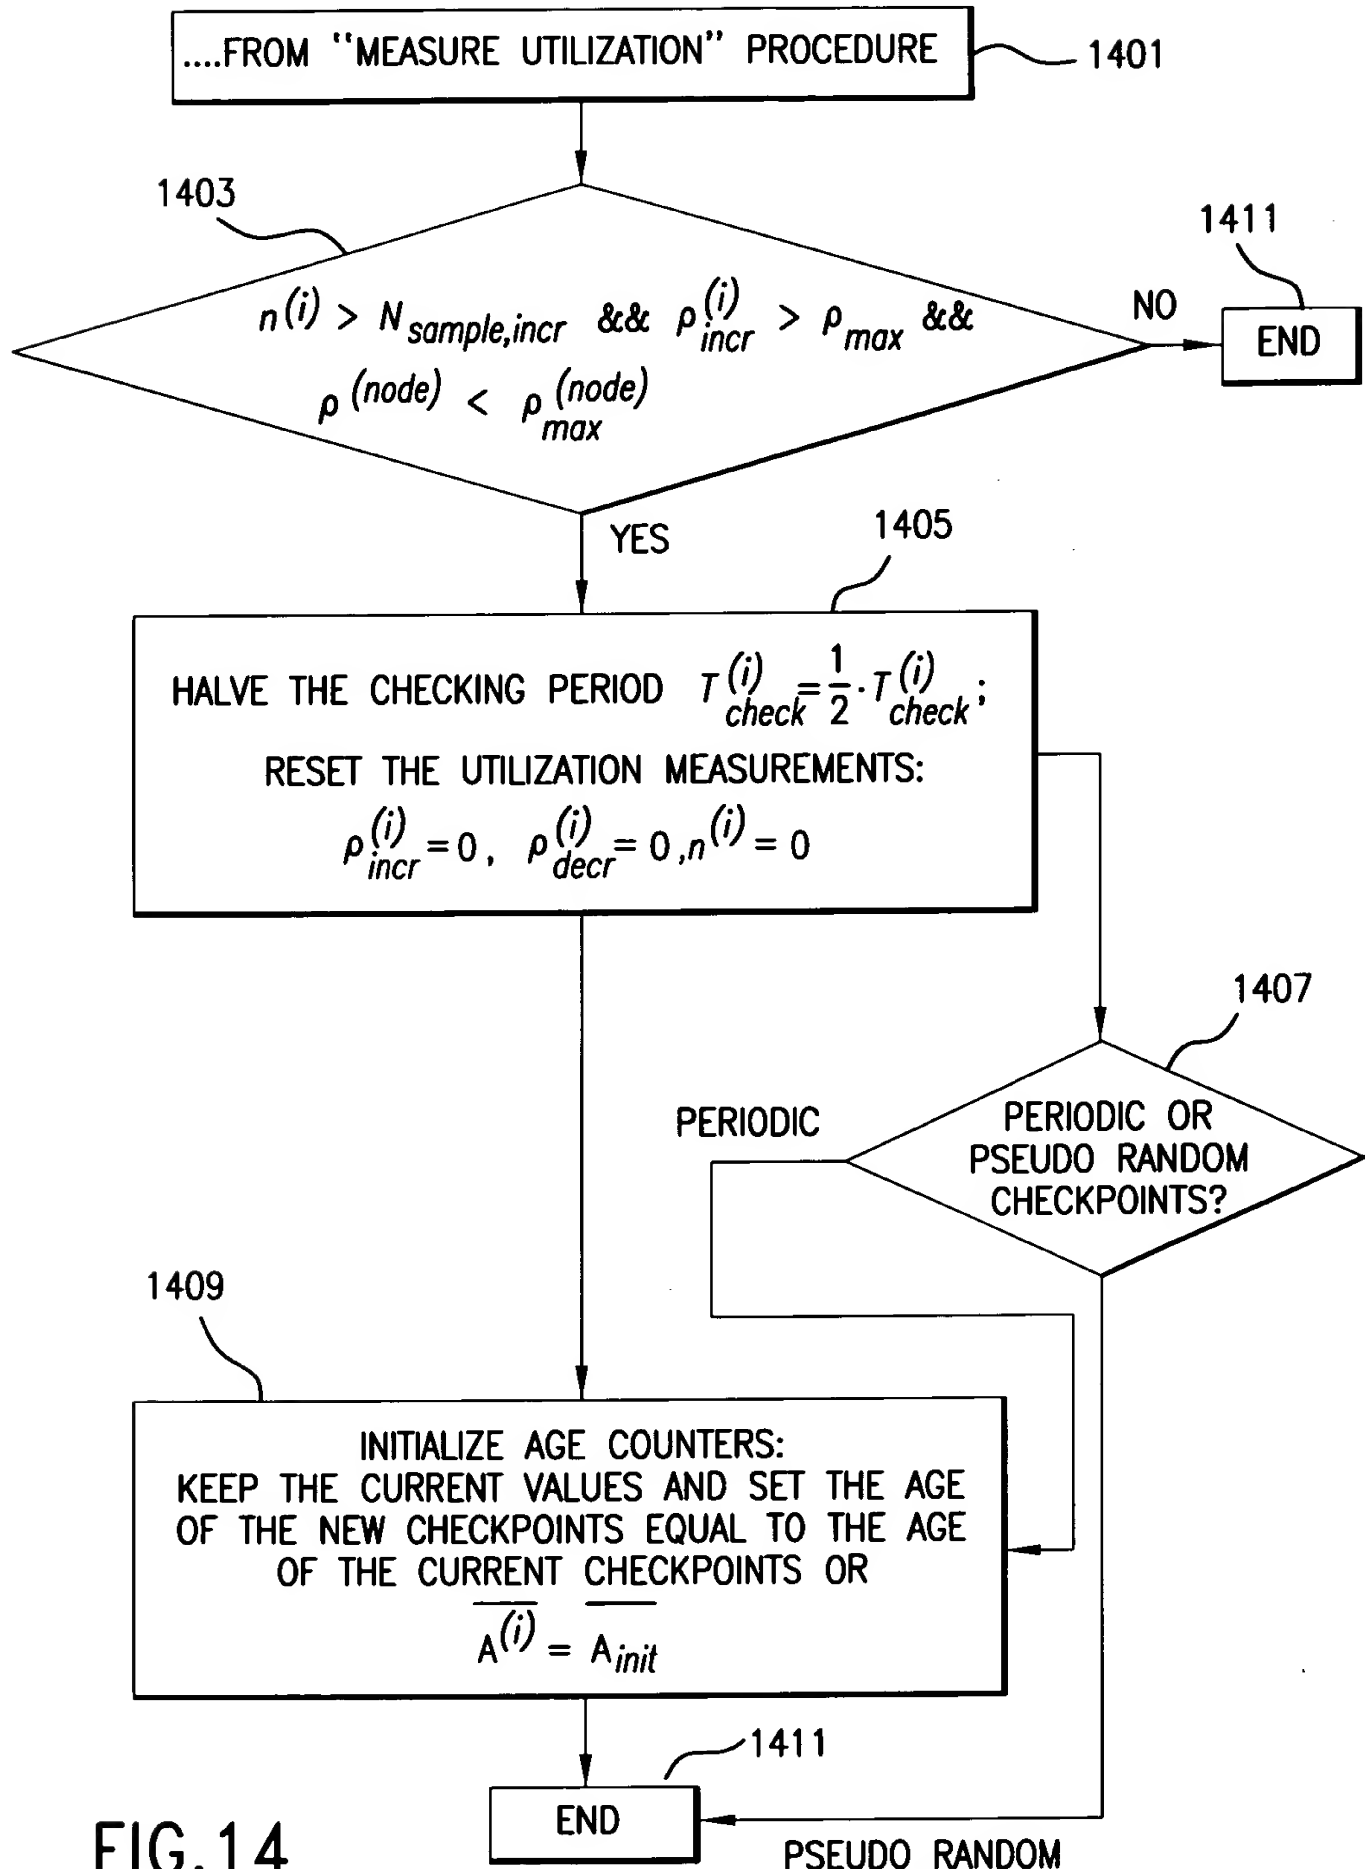 ....FROM "MEASURE UTILIZATION" PROCEDURE
1401
1403
1411
n(i) > Nsample,incr && ρ(i)incr > ρmax &&
ρ(node) < ρ(node)max
NO
END
YES
1405
HALVE THE CHECKING PERIOD T(i)check = 1/2 · T(i)check ;
RESET THE UTILIZATION MEASUREMENTS:
ρ(i)incr = 0, ρ(i)decr = 0, n(i) = 0
1407
PERIODIC
PERIODIC OR
PSEUDO RANDOM
CHECKPOINTS?
1409
INITIALIZE AGE COUNTERS:
KEEP THE CURRENT VALUES AND SET THE AGE
OF THE NEW CHECKPOINTS EQUAL TO THE AGE
OF THE CURRENT CHECKPOINTS OR
A̅(i) = A̅init
1411
END
PSEUDO RANDOM
FIG.14